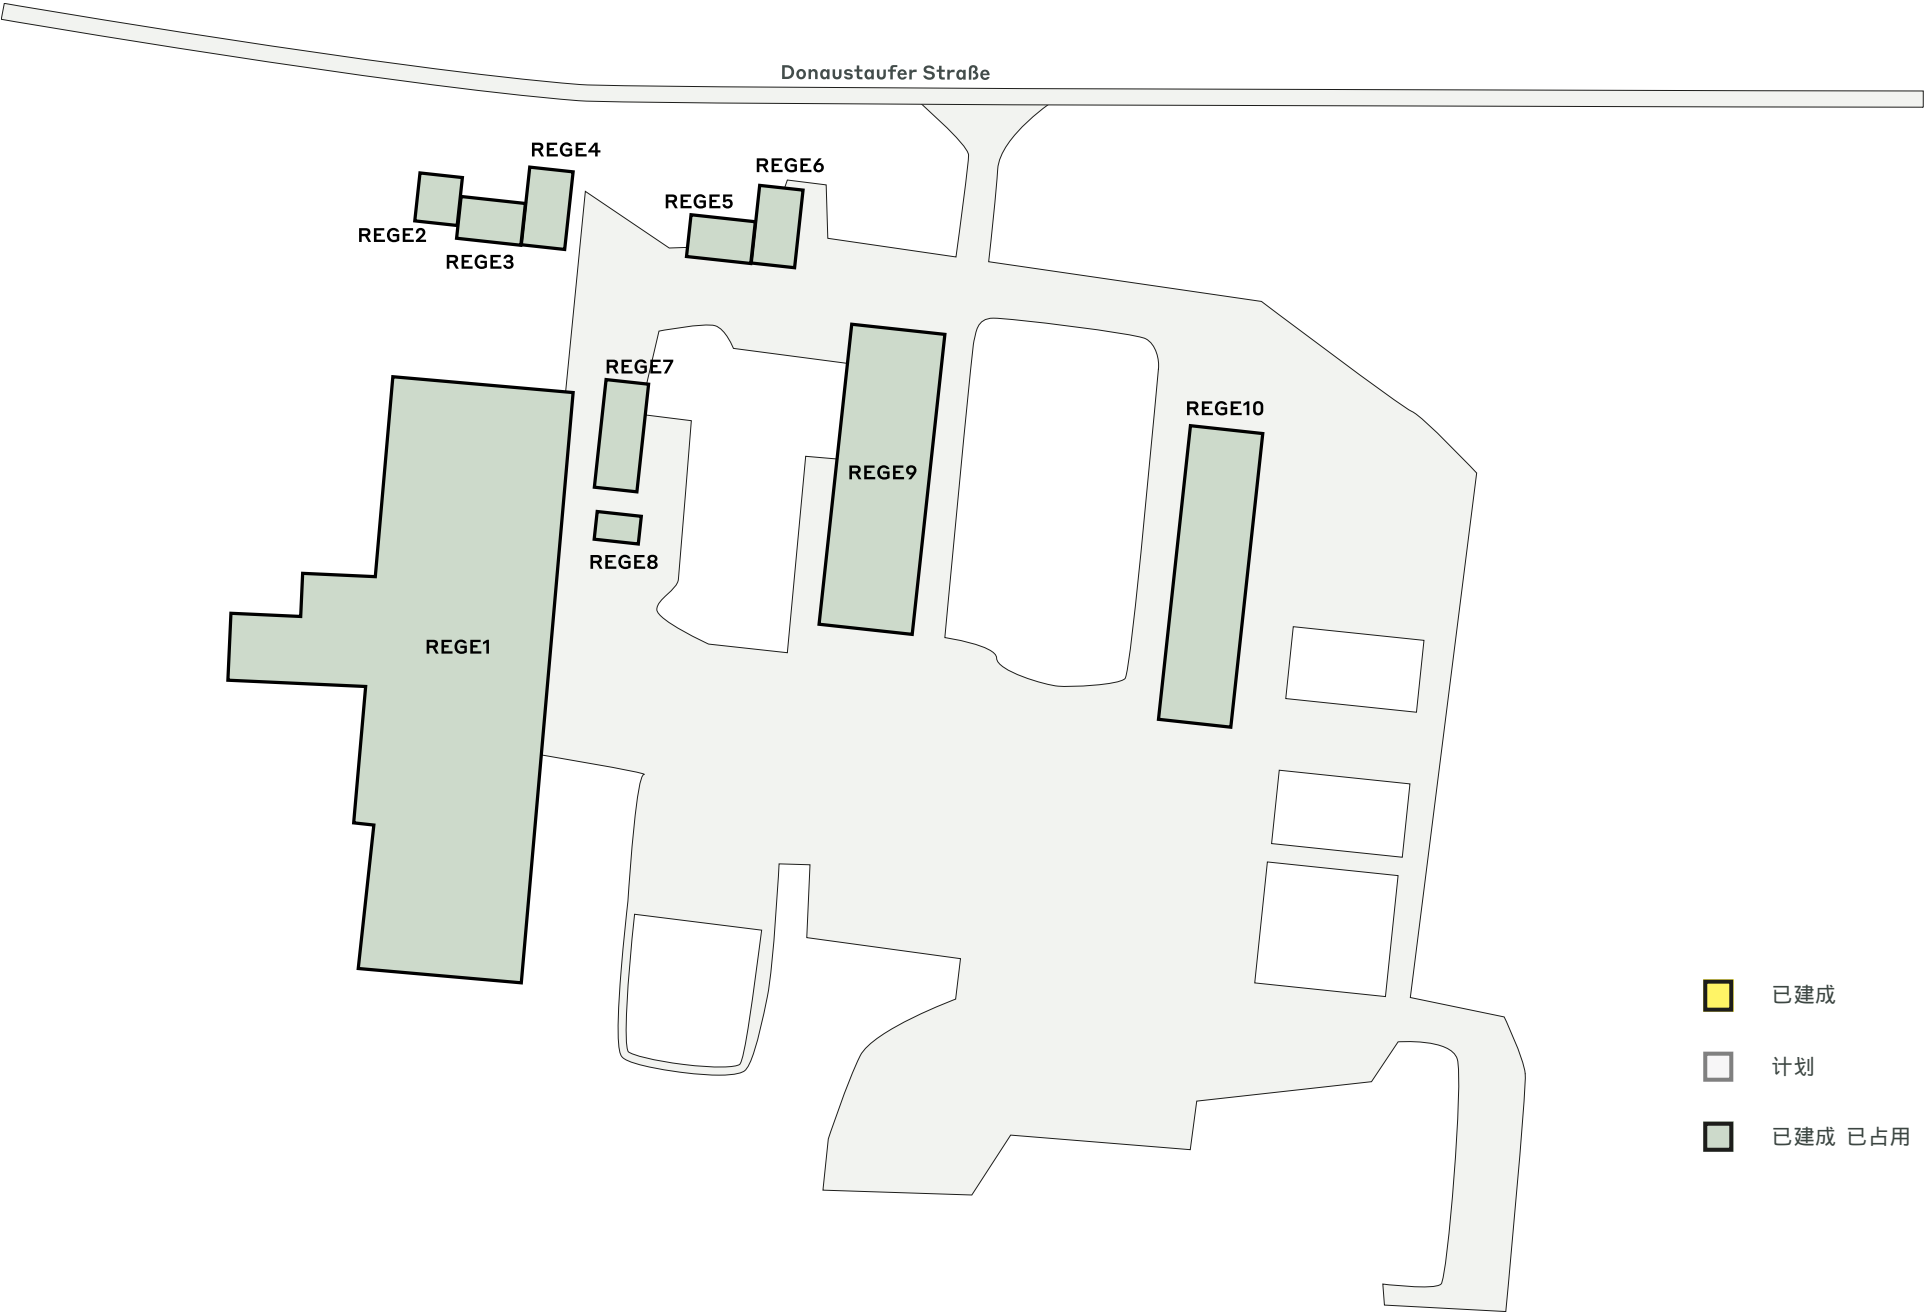 Donaustaufer Straße
REGE4
REGE6
REGE5
REGE2
REGE3
REGE7
REGE10
REGE9
REGE8
REGE1
已建成
计划
已建成 已占用